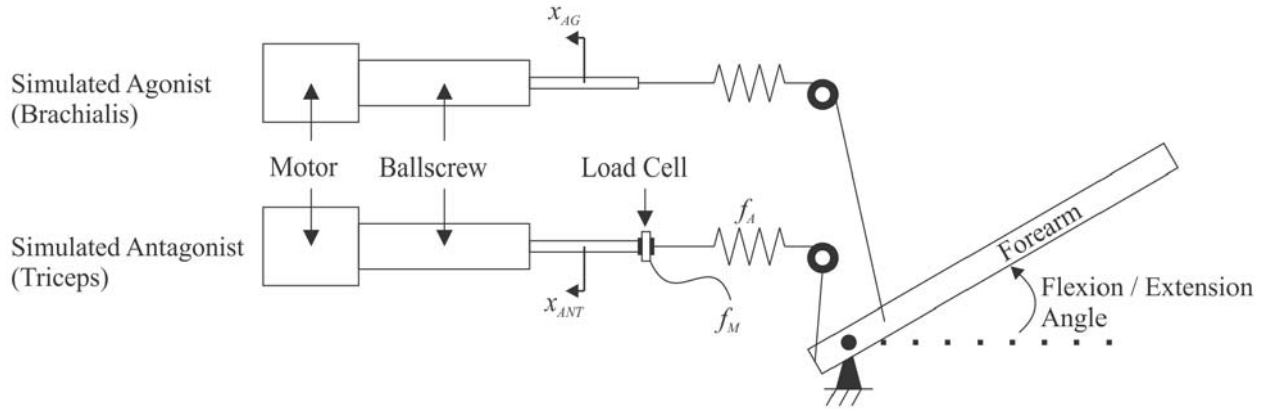 x_AG
Simulated Agonist
(Brachialis)
Motor
Ballscrew
Load Cell
f_A
Simulated Antagonist
(Triceps)
x_ANT
f_M
Forearm
Flexion / Extension
Angle